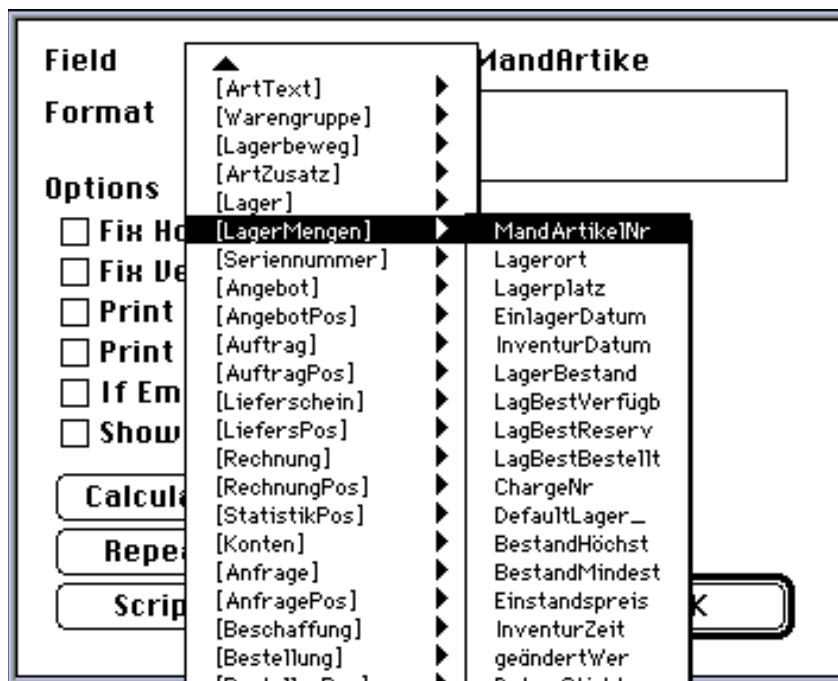 Field
MandArtike
Format
Options
Fix Ho
Fix Ve
Print
Print
If Em
Show
Calcula
Repea
Scrip
[ArtText]
[Warengruppe]
[Lagerbeweg]
[ArtZusatz]
[Lager]
[LagerMengen]
[Seriennummer]
[Angebot]
[AngebotPos]
[Auftrag]
[AuftragPos]
[Lieferschein]
[LiefersPos]
[Rechnung]
[RechnungPos]
[StatistikPos]
[Konten]
[Anfrage]
[AnfragePos]
[Beschaffung]
[Bestellung]
MandArtikelNr
Lagerort
Lagerplatz
EinlagerDatum
InventurDatum
LagerBestand
LagBestVerfügb
LagBestReserv
LagBestBestellt
ChargeNr
DefaultLager_
BestandHöchst
BestandMindest
Einstandspreis
InventurZeit
geändertWer
K